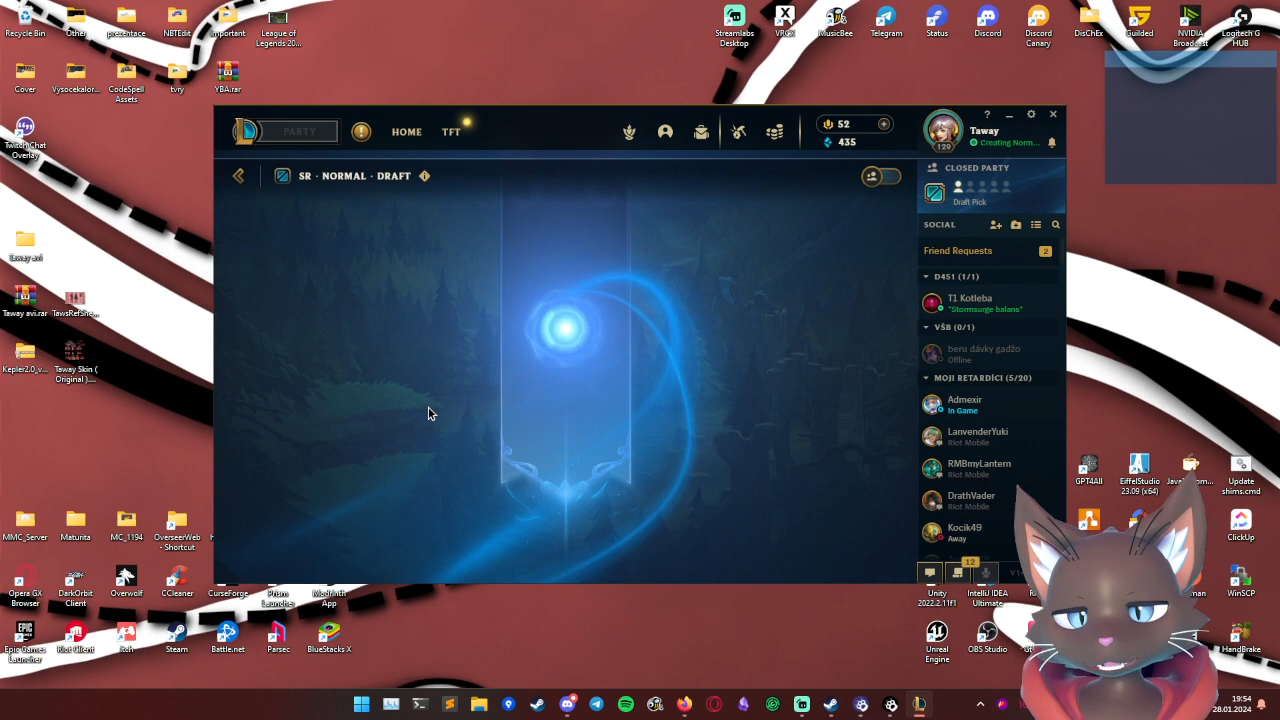 Recycle Bin
Other
prezentace
NBTEdit
Important
League of
Legends 20...
Streamlabs
Desktop
VRCX
MusicBee
Telegram
Status
Discord
Discord
Canary
DisChEx
Guilded
NVIDIA
Broadcast
Logitech G
HUB
Cover
Vysocekalor...
CodeSpell
Assets
tvry
YBA.rar
Twitch Chat
Overlay
Taway avi
Taway avi.rar
TawsRefShe...
Kepler2.0_v...
Taway Skin (
Original )....
PARTY
HOME
TFT
52
435
129
Taway
Creating Norm...
SR · NORMAL · DRAFT
CLOSED PARTY
Draft Pick
SOCIAL
Friend Requests
2
D451 (1/1)
T1 Kotleba
"Stormsurge balans"
VŠB (0/1)
beru dávky gadžo
Offline
MOJI RETARDÍCI (5/20)
Admexir
In Game
LanvenderYuki
Riot Mobile
RMBmyLantern
Riot Mobile
DrathVader
Riot Mobile
Kocik49
Away
12
GPT4All
EiffelStudio
23.09 (x64)
Update
shims.cmd
ClickUp
MMC_Server
Maturita
MC_1194
OverseerWeb
- Shortcut
Opera GX
Browser
DarkOrbit
Client
Overwolf
CCleaner
CurseForge
Prism
Launcher
Modrinth
App
Unity
2022.2.11f1
IntelliJ IDEA
Ultimate
WinSCP
Epic Games
Launcher
Riot Client
itch
Steam
Battle.net
Parsec
BlueStacks X
Unreal
Engine
OBS Studio
HandBrake
19:54
28.01.2024